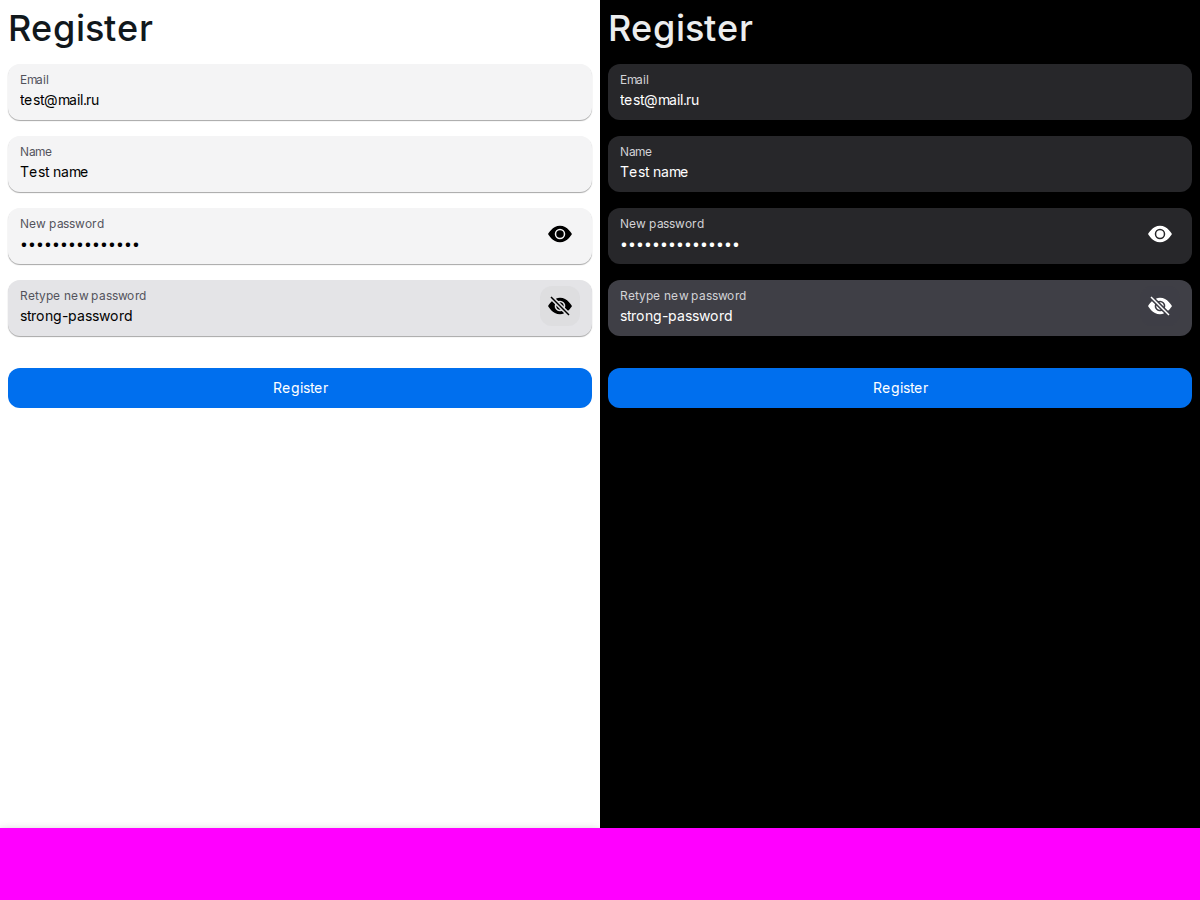 Register
Email
test@mail.ru
Name
Test name
New password
•••••••••••••••
Retype new password
strong-password
Register
Register
Email
test@mail.ru
Name
Test name
New password
•••••••••••••••
Retype new password
strong-password
Register